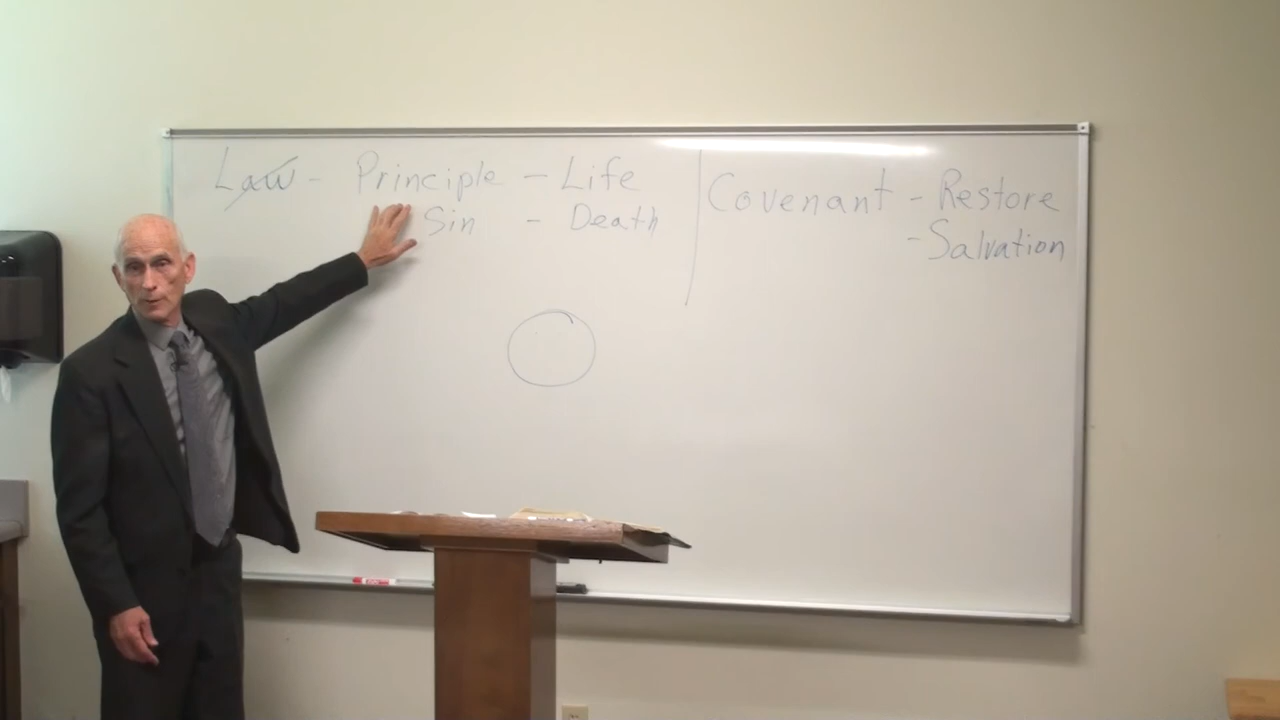 Law - Principle - Life
Sin - Death
Covenant - Restore
- Salvation